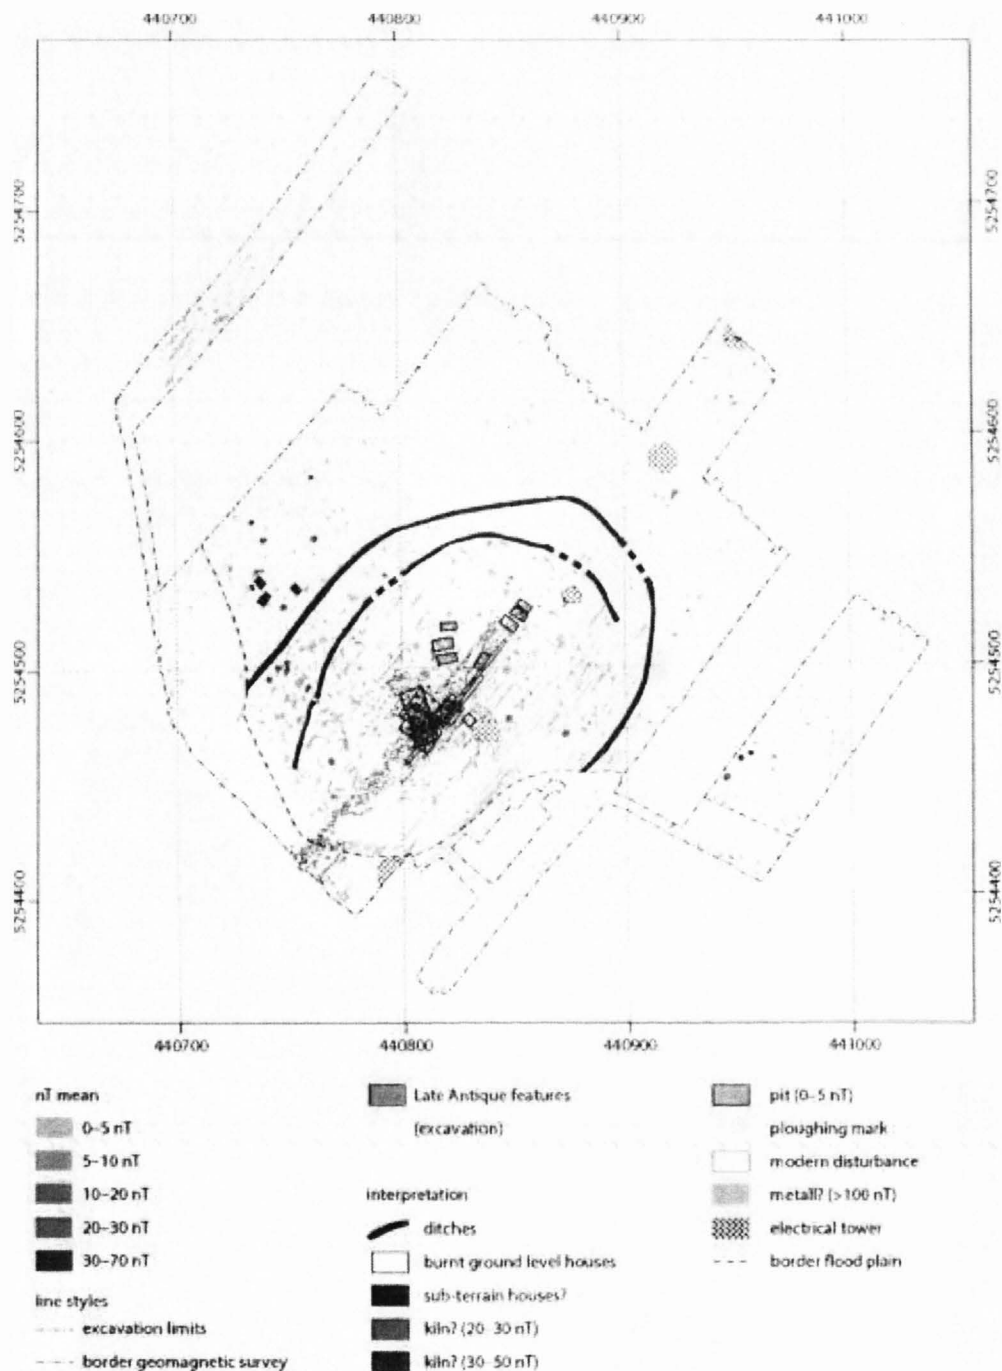 440700 440800 440900 441000
5254700 5254700
5254600 5254600
5254500 5254500
5254400 5254400
440700 440800 440900 441000
nT mean
0–5 nT
5–10 nT
10–20 nT
20–30 nT
30–70 nT
line styles
excavation limits
border geomagnetic survey
Late Antique features
(excavation)
interpretation
ditches
burnt ground level houses
sub-terrain houses?
kiln? (20–30 nT)
kiln? (30–50 nT)
pit (0–5 nT)
ploughing mark
modern disturbance
metall? (>100 nT)
electrical tower
border flood plain